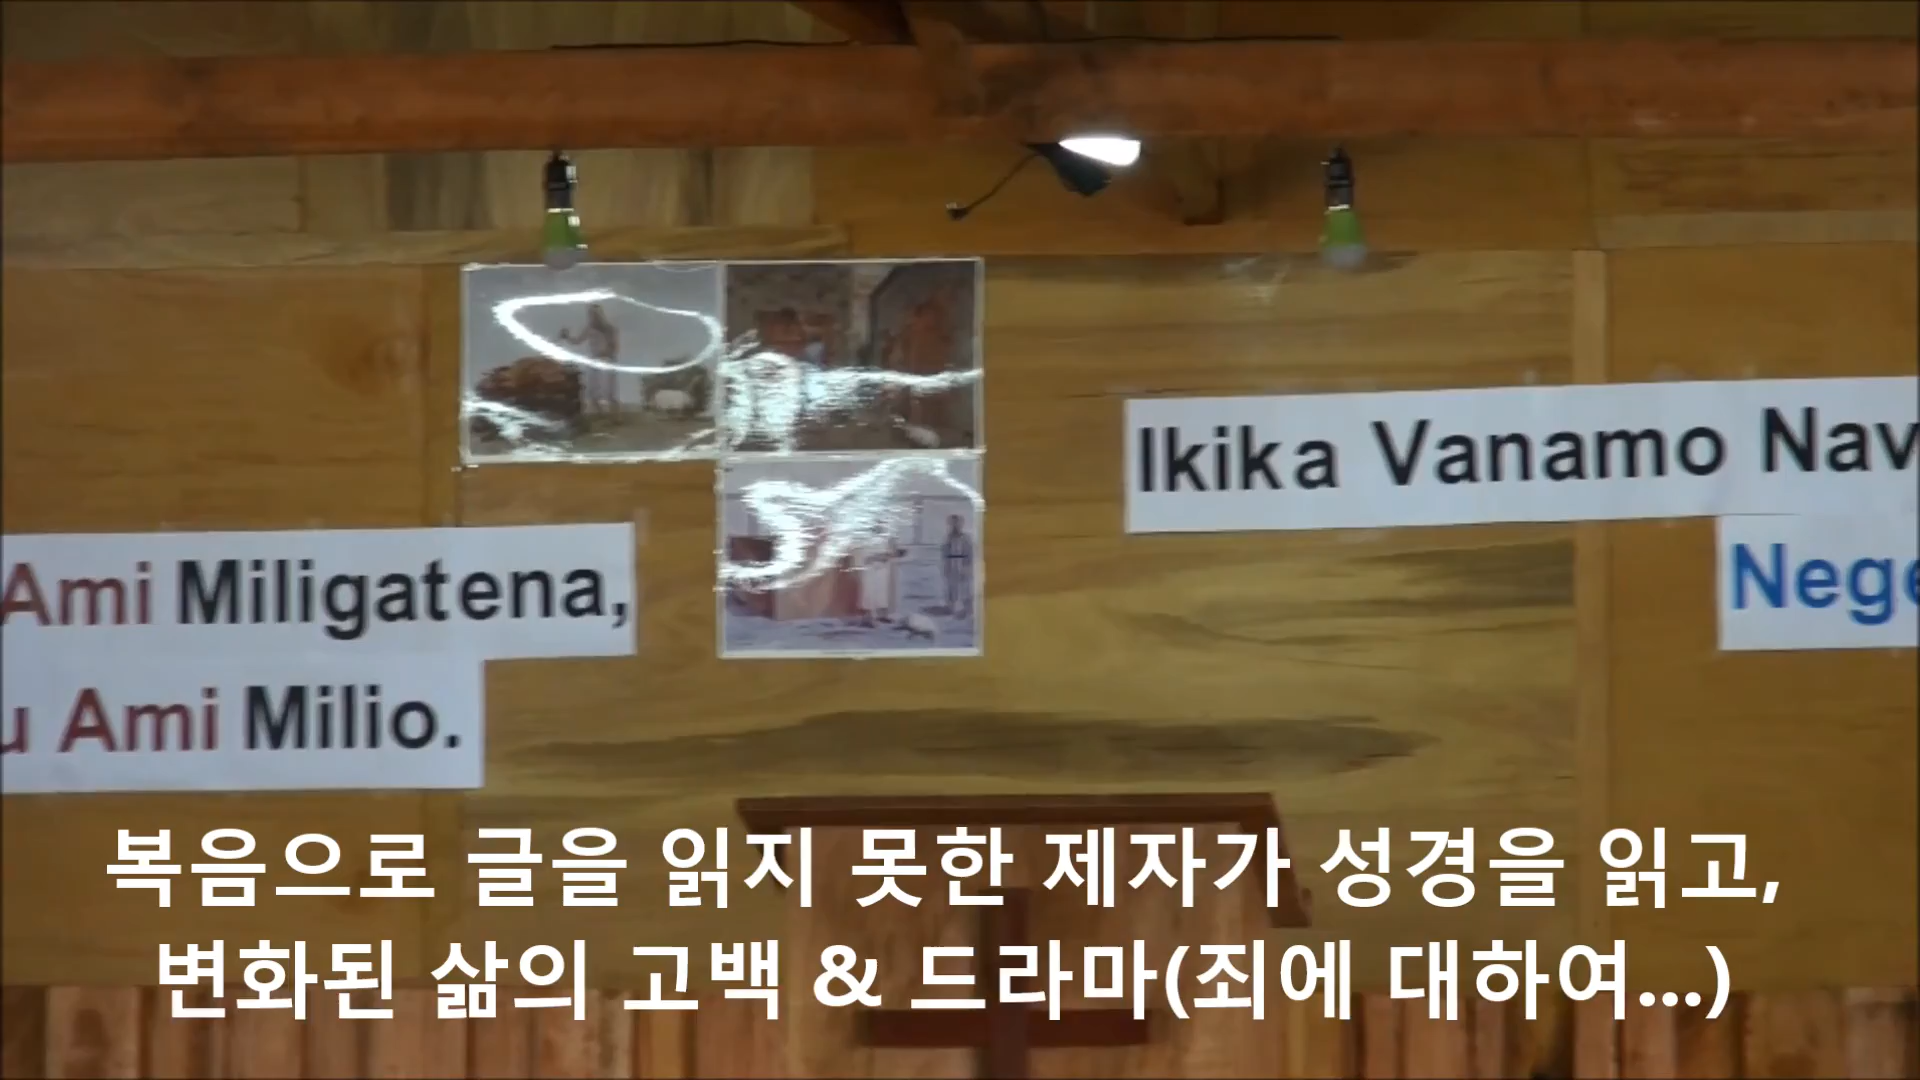 Ikika Vanamo Nav
Nege
Ami Miligatena,
u Ami Milio.
복음으로 글을 읽지 못한 제자가 성경을 읽고,
변화된 삶의 고백 & 드라마(죄에 대하여...)